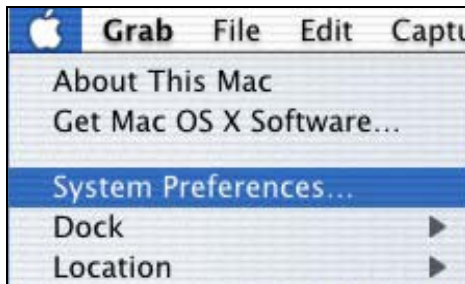 Grab File Edit Captu
About This Mac
Get Mac OS X Software...
System Preferences...
Dock
Location